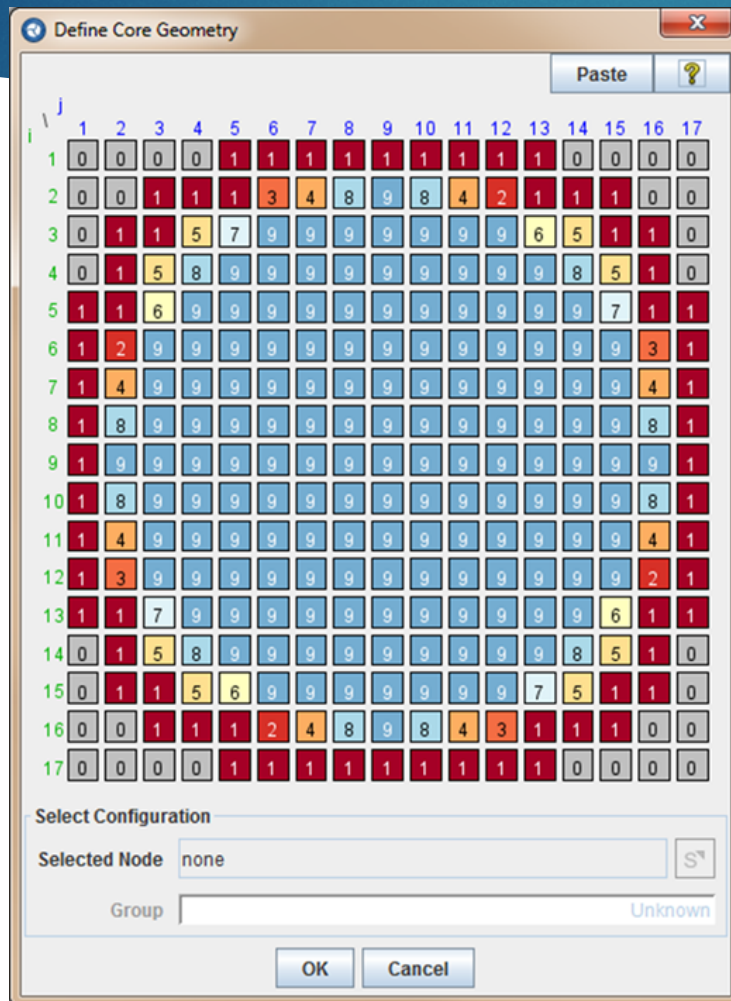 Define Core Geometry
Paste ?
j
\
i
1 2 3 4 5 6 7 8 9 10 11 12 13 14 15 16 17
1 0 0 0 0 1 1 1 1 1 1 1 1 1 0 0 0 0
2 0 0 1 1 1 3 4 8 9 8 4 2 1 1 1 0 0
3 0 1 1 5 7 9 9 9 9 9 9 9 6 5 1 1 0
4 0 1 5 8 9 9 9 9 9 9 9 9 9 8 5 1 0
5 1 1 6 9 9 9 9 9 9 9 9 9 9 9 7 1 1
6 1 2 9 9 9 9 9 9 9 9 9 9 9 9 9 3 1
7 1 4 9 9 9 9 9 9 9 9 9 9 9 9 9 4 1
8 1 8 9 9 9 9 9 9 9 9 9 9 9 9 9 8 1
9 1 9 9 9 9 9 9 9 9 9 9 9 9 9 9 9 1
10 1 8 9 9 9 9 9 9 9 9 9 9 9 9 9 8 1
11 1 4 9 9 9 9 9 9 9 9 9 9 9 9 9 4 1
12 1 3 9 9 9 9 9 9 9 9 9 9 9 9 9 2 1
13 1 1 7 9 9 9 9 9 9 9 9 9 9 9 6 1 1
14 0 1 5 8 9 9 9 9 9 9 9 9 9 8 5 1 0
15 0 1 1 5 6 9 9 9 9 9 9 9 7 5 1 1 0
16 0 0 1 1 1 2 4 8 9 8 4 3 1 1 1 0 0
17 0 0 0 0 1 1 1 1 1 1 1 1 1 0 0 0 0
Select Configuration
Selected Node none S
Group Unknown
OK Cancel